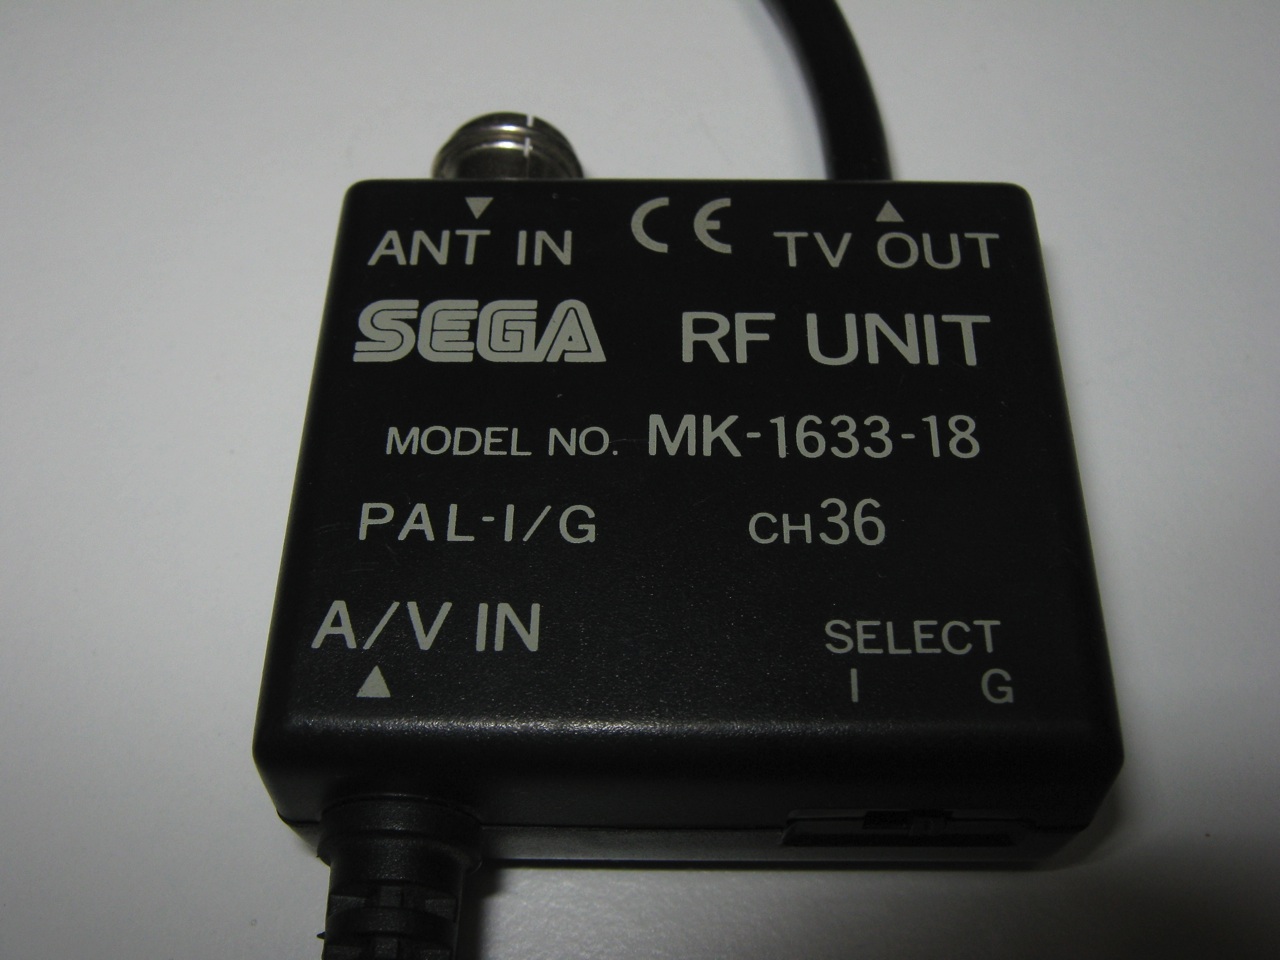 ANT IN CE TV OUT
SEGA RF UNIT
MODEL NO. MK-1633-18
PAL-I/G CH36
A/V IN SELECT
I G